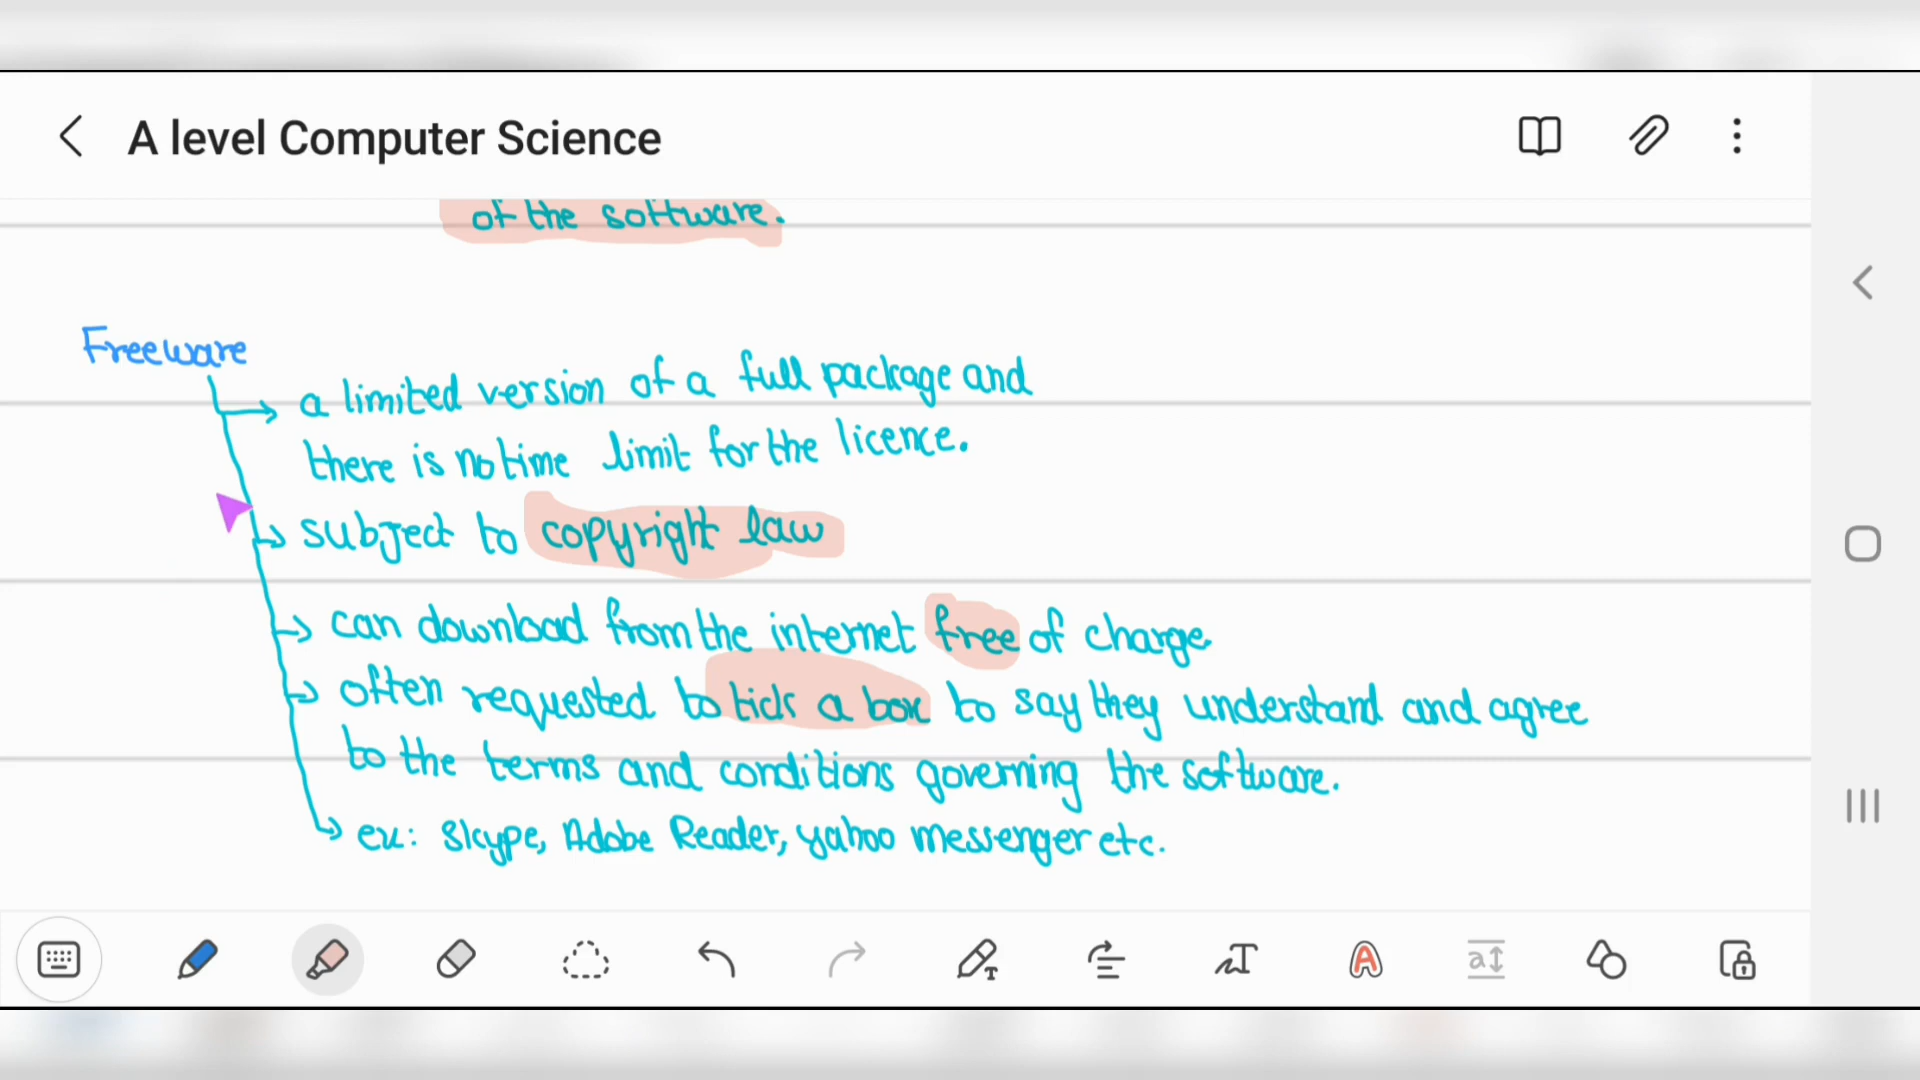 A level Computer Science
of the software.
Freeware
a limited version of a full package and
there is no time limit for the licence.
subject to copyright law
can download from the internet free of charge
often requested to tick a box to say they understand and agree
to the terms and conditions governing the software.
ex: Skype, Adobe Reader, yahoo messenger etc.